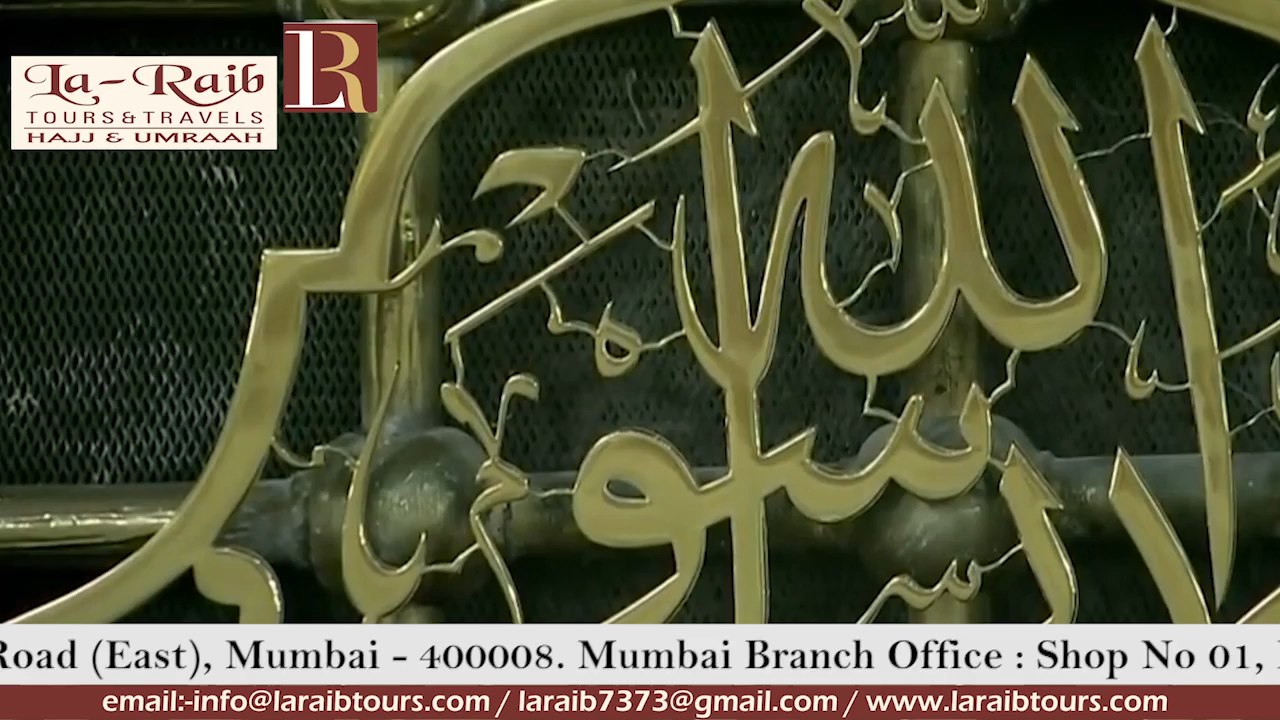 La-Raib
TOURS & TRAVELS
HAJJ & UMRAAH
LR
الله
رسول
Road (East), Mumbai - 400008. Mumbai Branch Office : Shop No 01,
email:-info@laraibtours.com / laraib7373@gmail.com / www.laraibtours.com